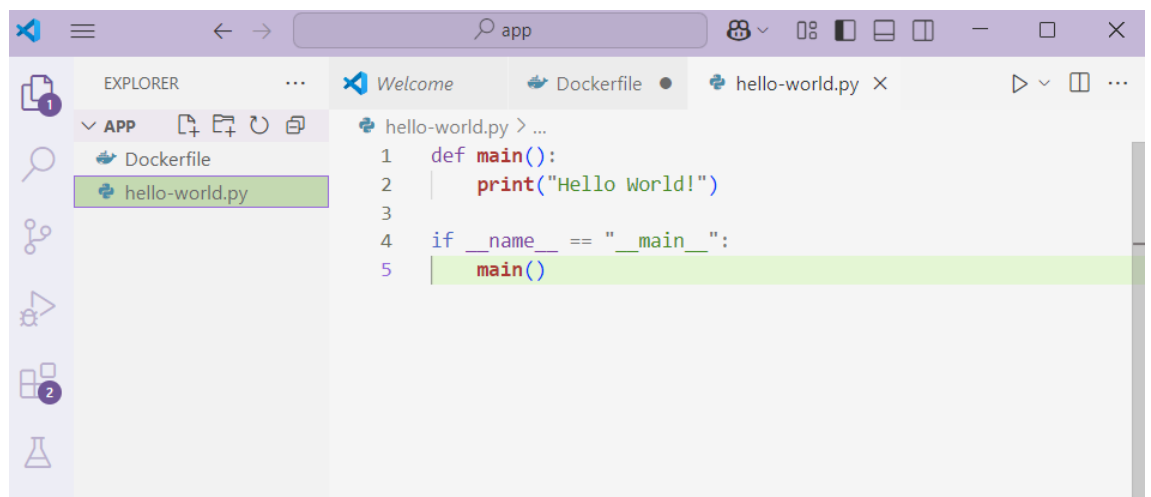 app
EXPLORER ...
Welcome Dockerfile hello-world.py
1
APP
hello-world.py > ...
Dockerfile
hello-world.py
1 def main():
2     print("Hello World!")
3
4 if __name__ == "__main__":
5     main()
2